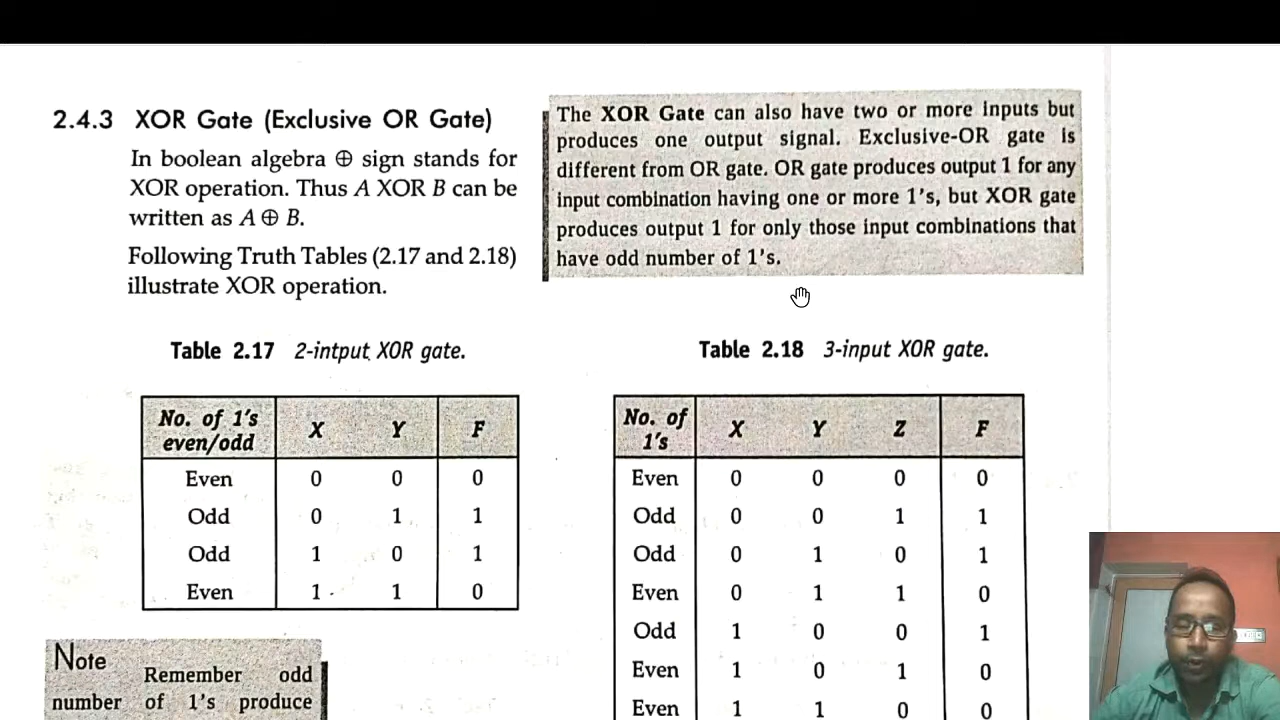 2.4.3 XOR Gate (Exclusive OR Gate)
In boolean algebra ⊕ sign stands for
XOR operation. Thus A XOR B can be
written as A ⊕ B.
Following Truth Tables (2.17 and 2.18)
illustrate XOR operation.
The XOR Gate can also have two or more inputs but
produces one output signal. Exclusive-OR gate is
different from OR gate. OR gate produces output 1 for any
input combination having one or more 1's, but XOR gate
produces output 1 for only those input combinations that
have odd number of 1's.
Table 2.17 2-intput XOR gate.
No. of 1's even/odd X Y F
Even 0 0 0
Odd 0 1 1
Odd 1 0 1
Even 1 1 0
Table 2.18 3-input XOR gate.
No. of 1's X Y Z F
Even 0 0 0 0
Odd 0 0 1 1
Odd 0 1 0 1
Even 0 1 1 0
Odd 1 0 0 1
Even 1 0 1 0
Even 1 1 0 0
Note
Remember odd
number of 1's produce